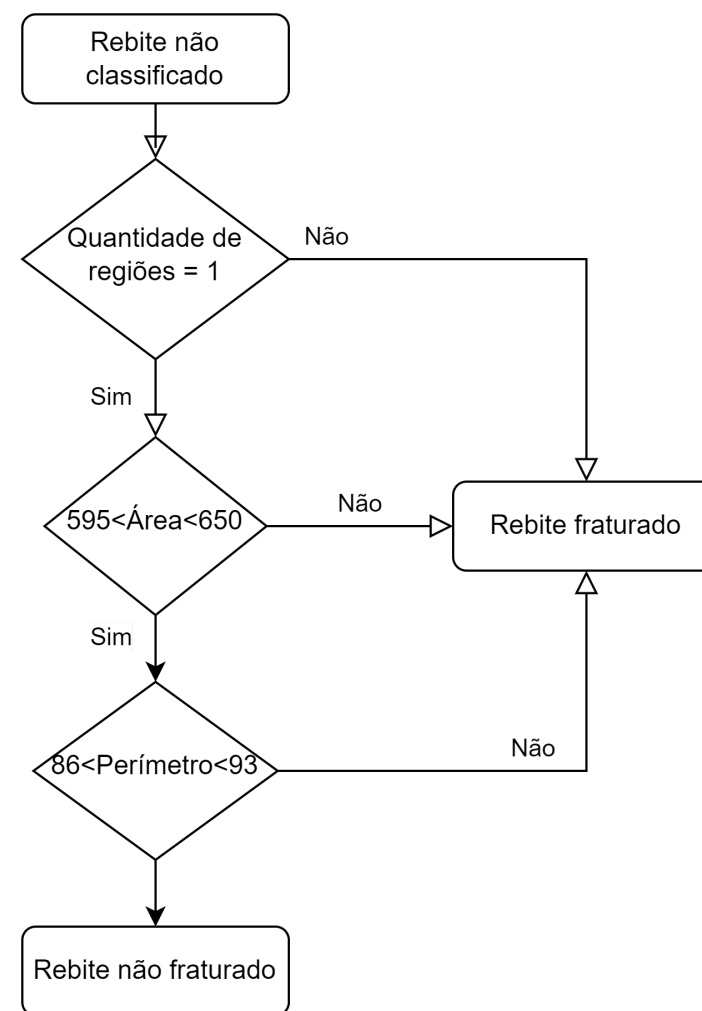 Rebite não
classificado
Quantidade de
regiões = 1
Não
Sim
595<Área<650
Não
Rebite fraturado
Sim
86<Perímetro<93
Não
Rebite não fraturado